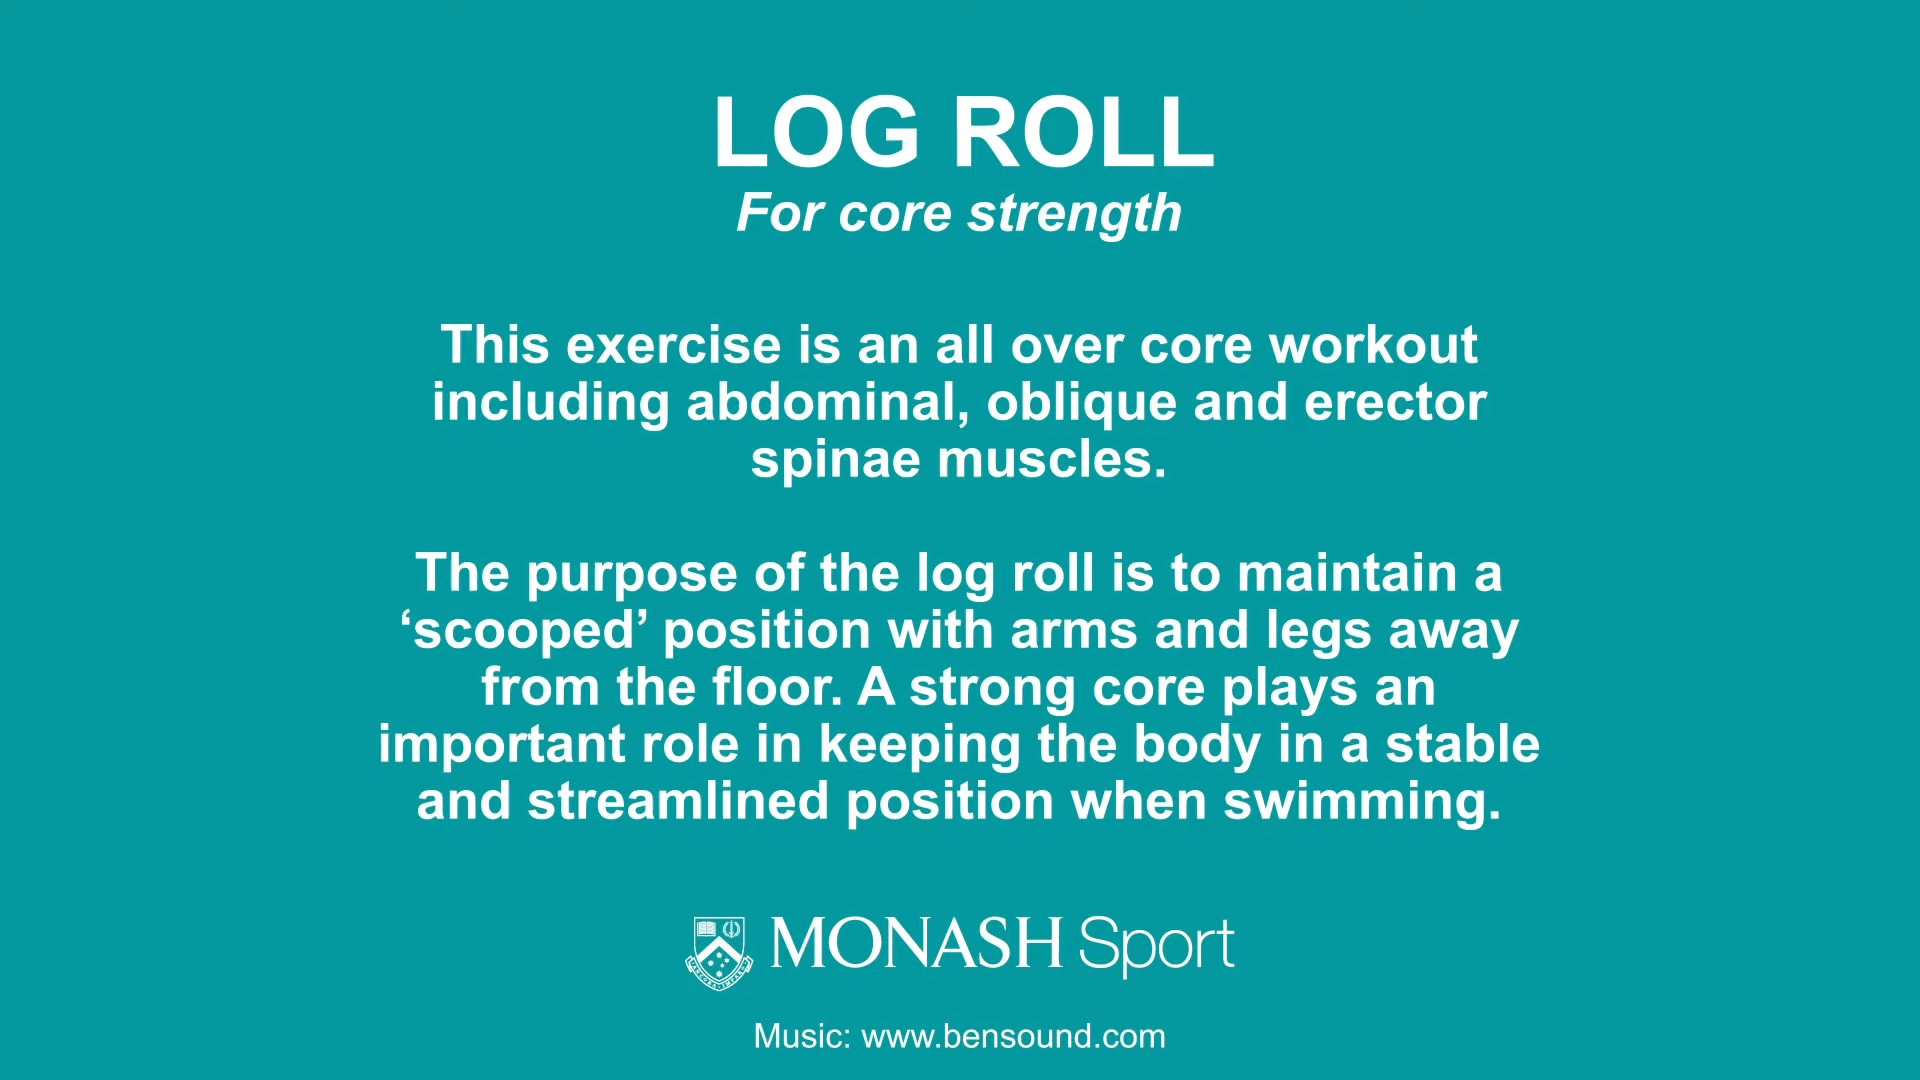 LOG ROLL
For core strength
This exercise is an all over core workout
including abdominal, oblique and erector
spinae muscles.
The purpose of the log roll is to maintain a
‘scooped’ position with arms and legs away
from the floor. A strong core plays an
important role in keeping the body in a stable
and streamlined position when swimming.
MONASH Sport
Music: www.bensound.com